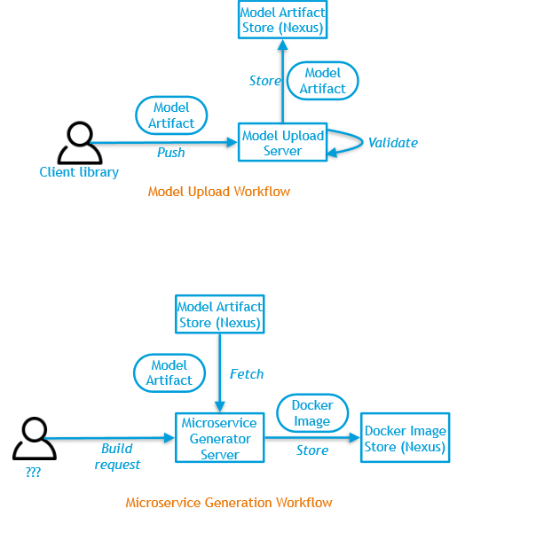 Model Artifact
Store (Nexus)
Store
Model
Artifact
Model
Artifact
Push
Model Upload
Server
Validate
Client library
Model Upload Workflow
Model Artifact
Store (Nexus)
Model
Artifact
Fetch
Microservice
Generator
Server
Docker
Image
Store
Docker Image
Store (Nexus)
Build
request
???
Microservice Generation Workflow